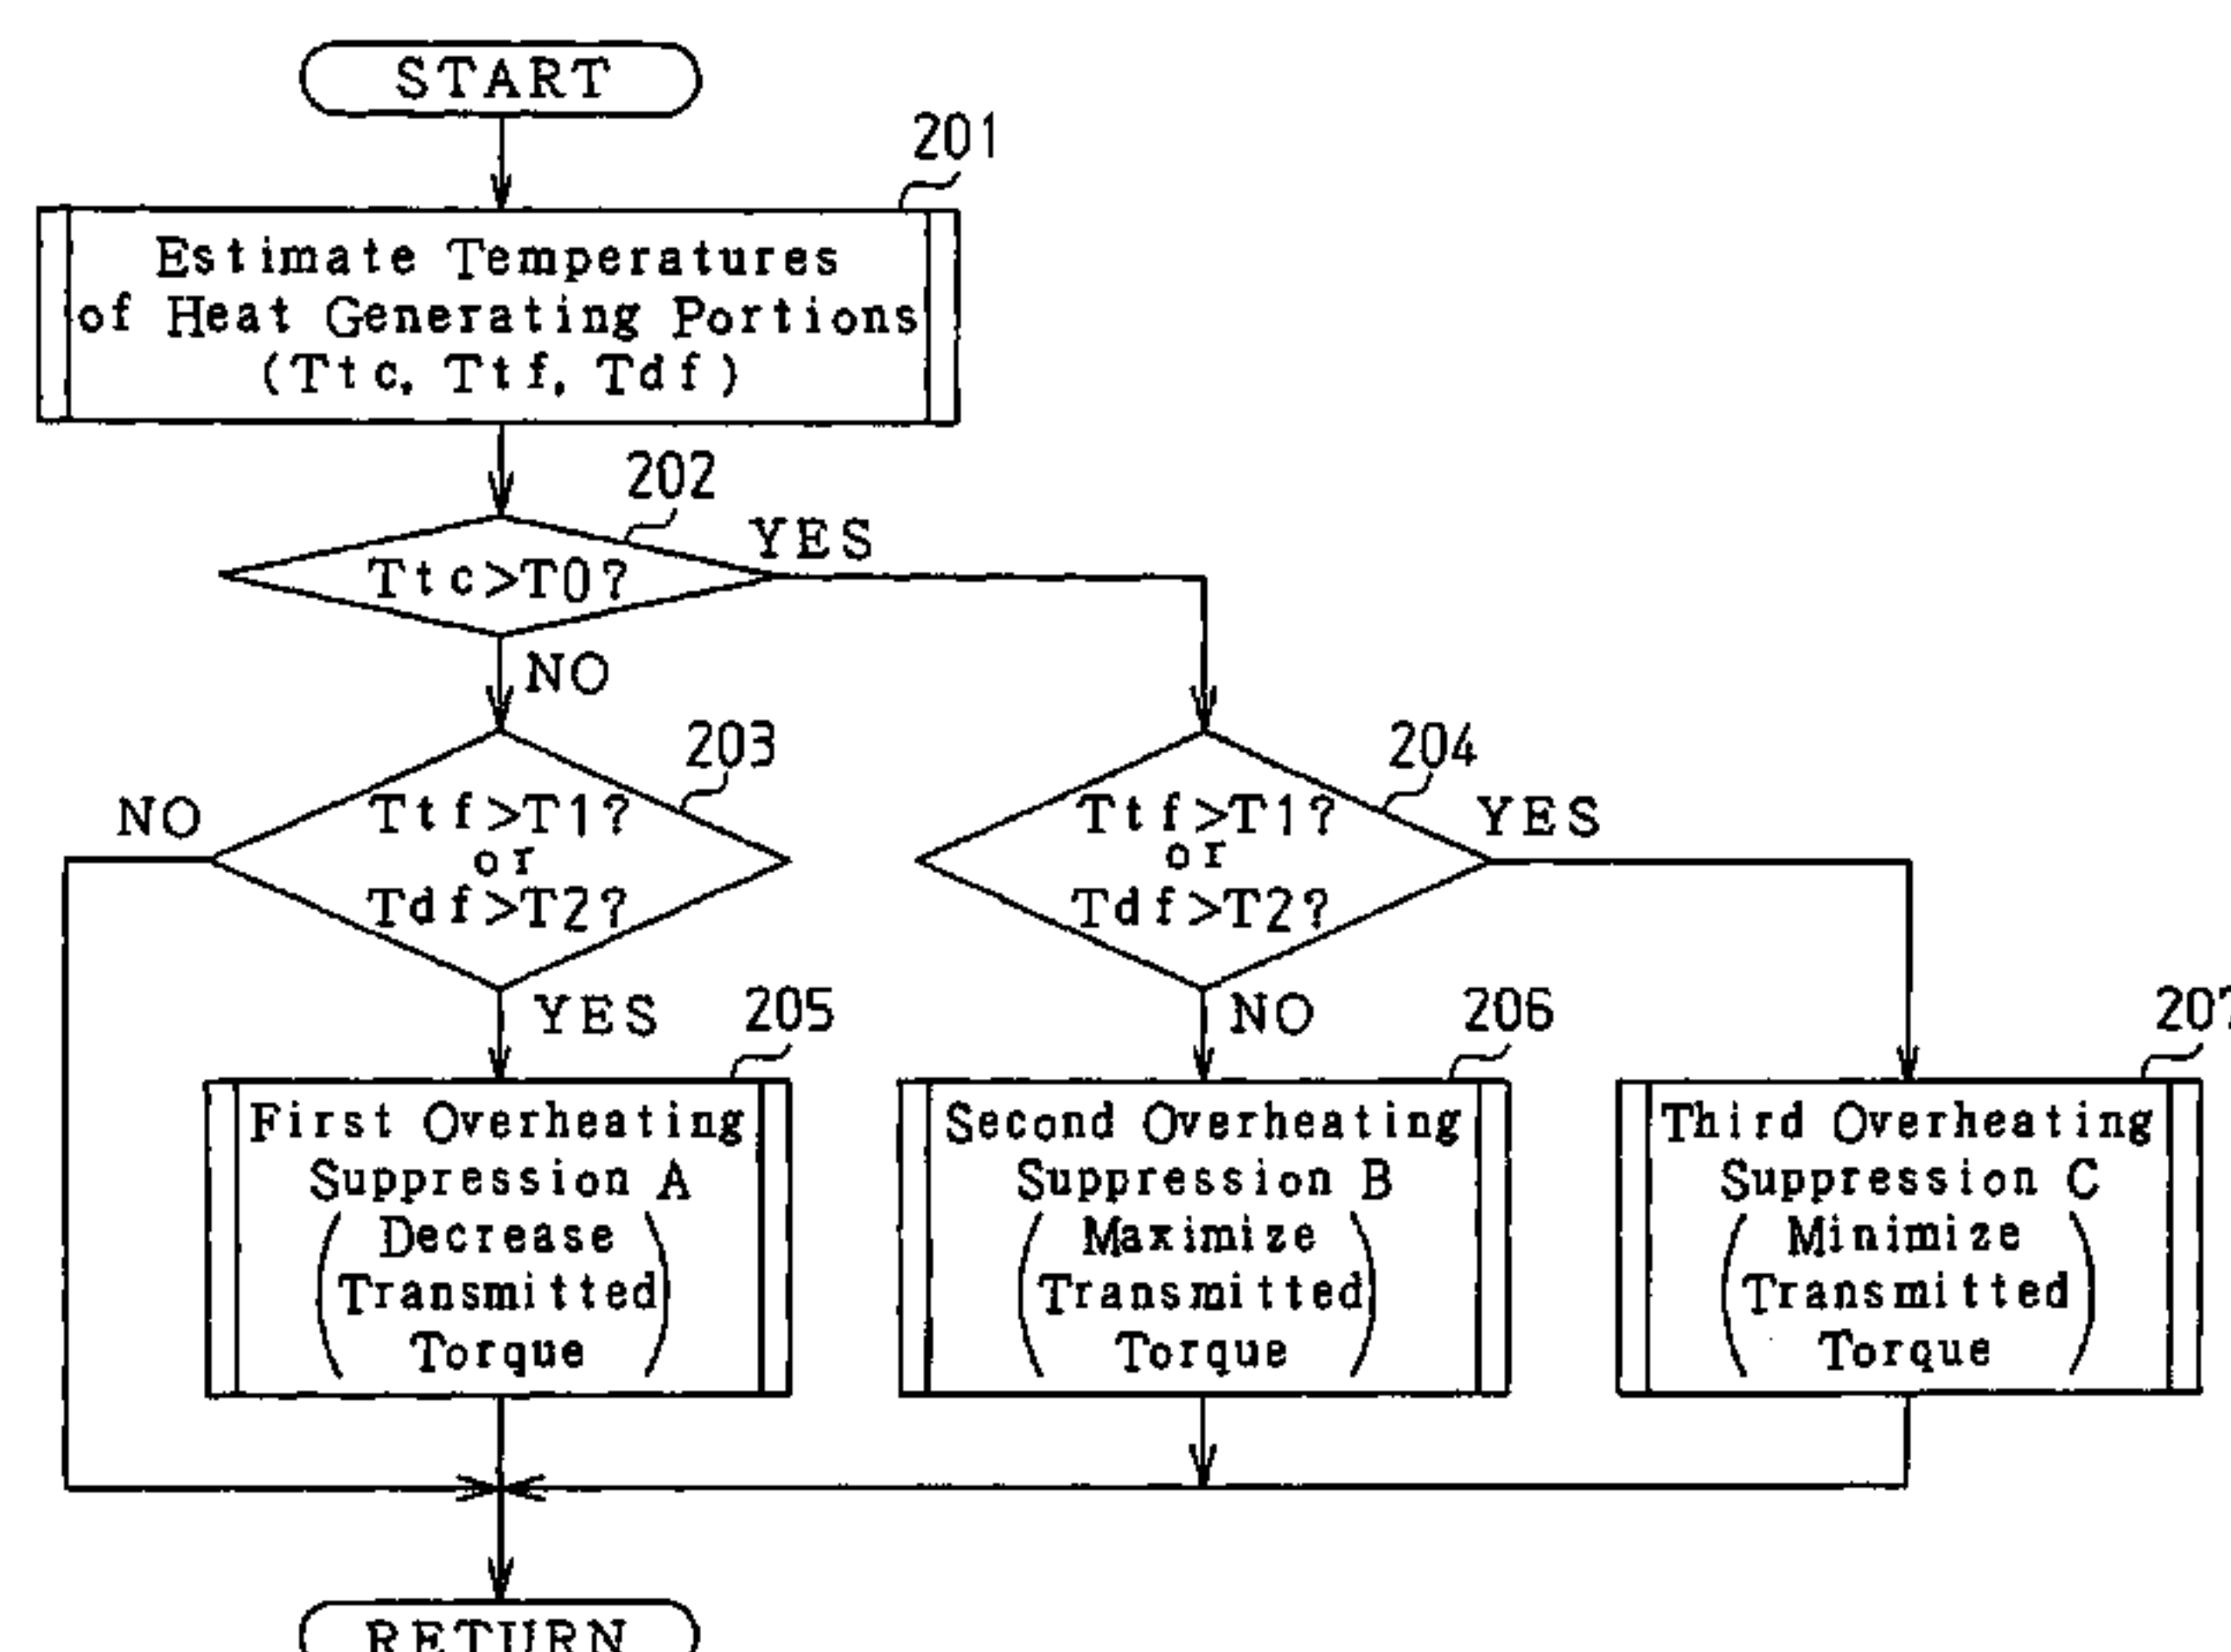 START
201
Estimate Temperatures
of Heat Generating Portions
(Ttc, Ttf, Tdf)
202
YES
Ttc>T0?
NO
203
NO
Ttf>T1?
or
Tdf>T2?
YES
204
YES
Ttf>T1?
or
Tdf>T2?
NO
205
First Overheating
Suppression A
(Decrease
Transmitted
Torque)
206
Second Overheating
Suppression B
(Maximize
Transmitted
Torque)
207
Third Overheating
Suppression C
(Minimize
Transmitted
Torque)
RETURN